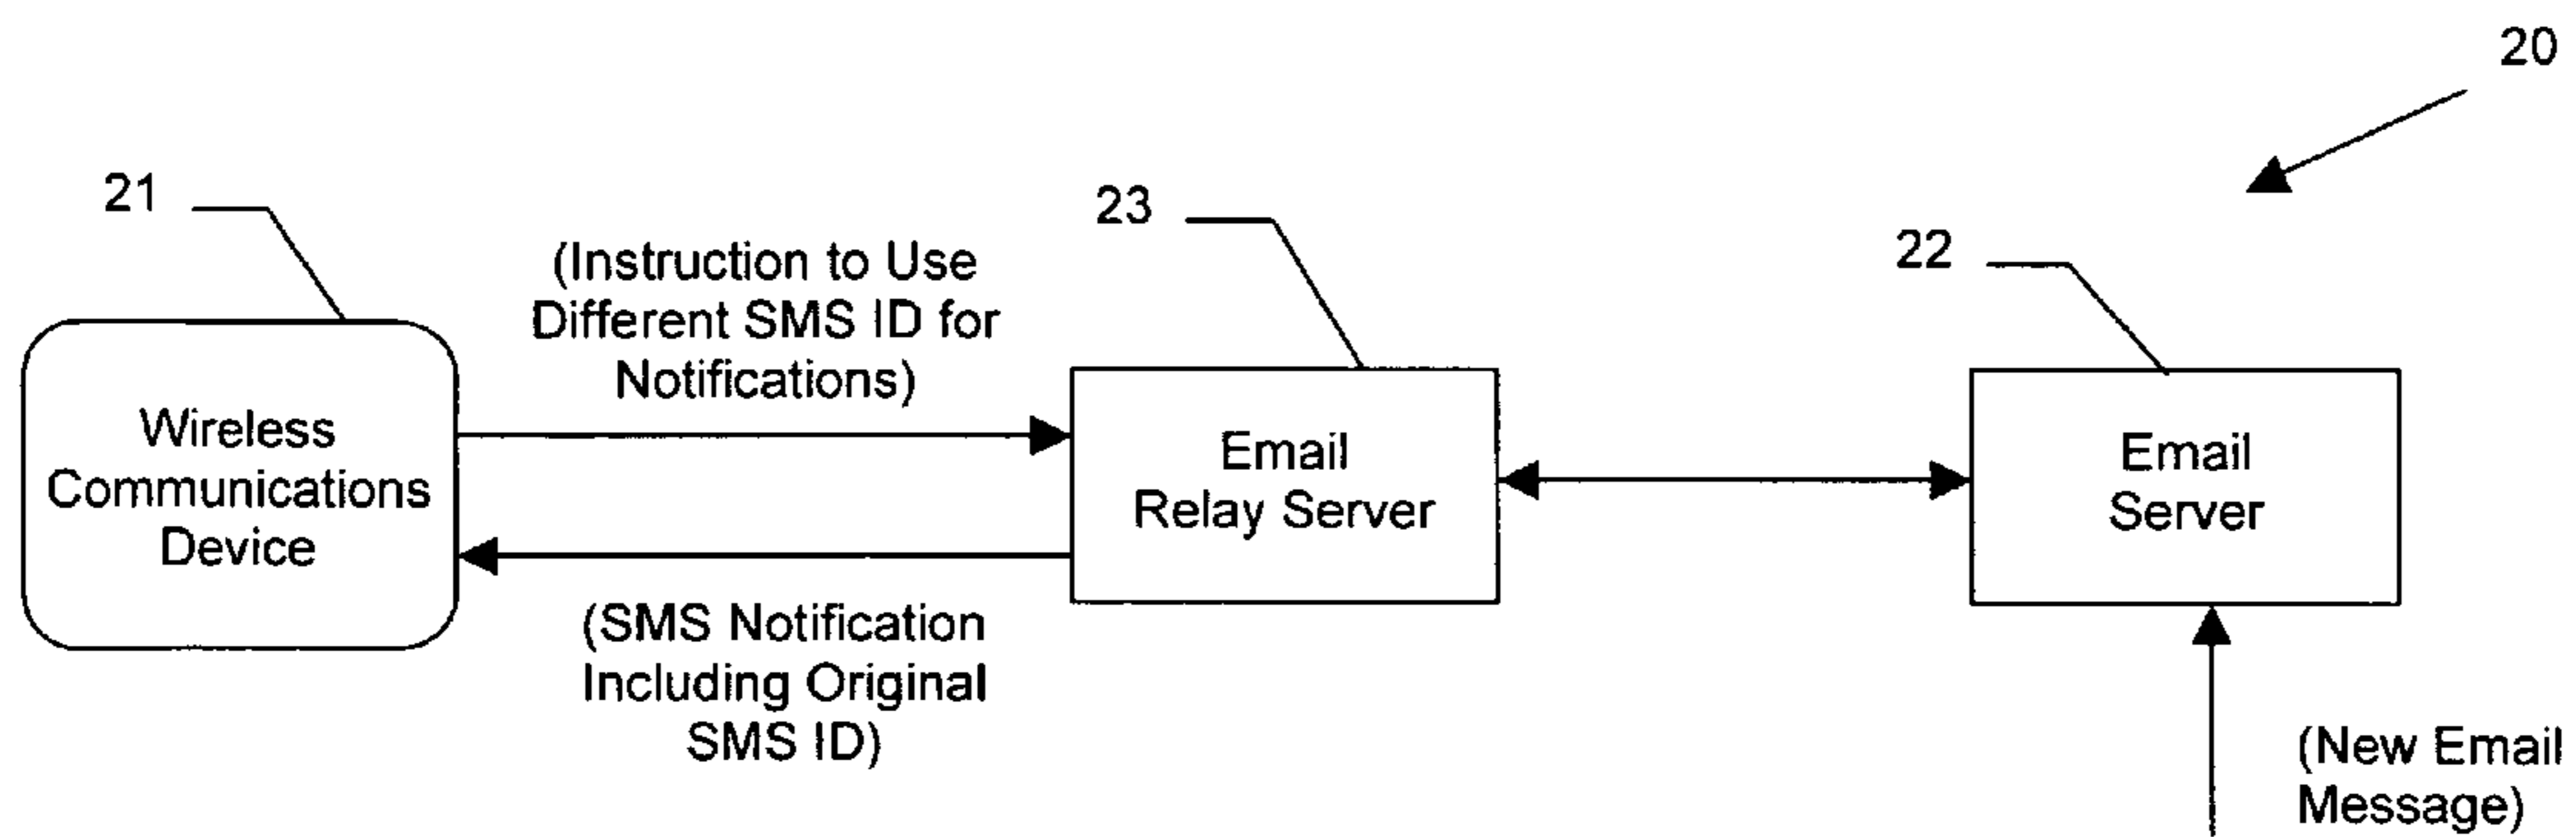 20
21
23
22
(Instruction to Use
Different SMS ID for
Notifications)
Wireless
Communications
Device
Email
Relay Server
Email
Server
(SMS Notification
Including Original
SMS ID)
(New Email
Message)